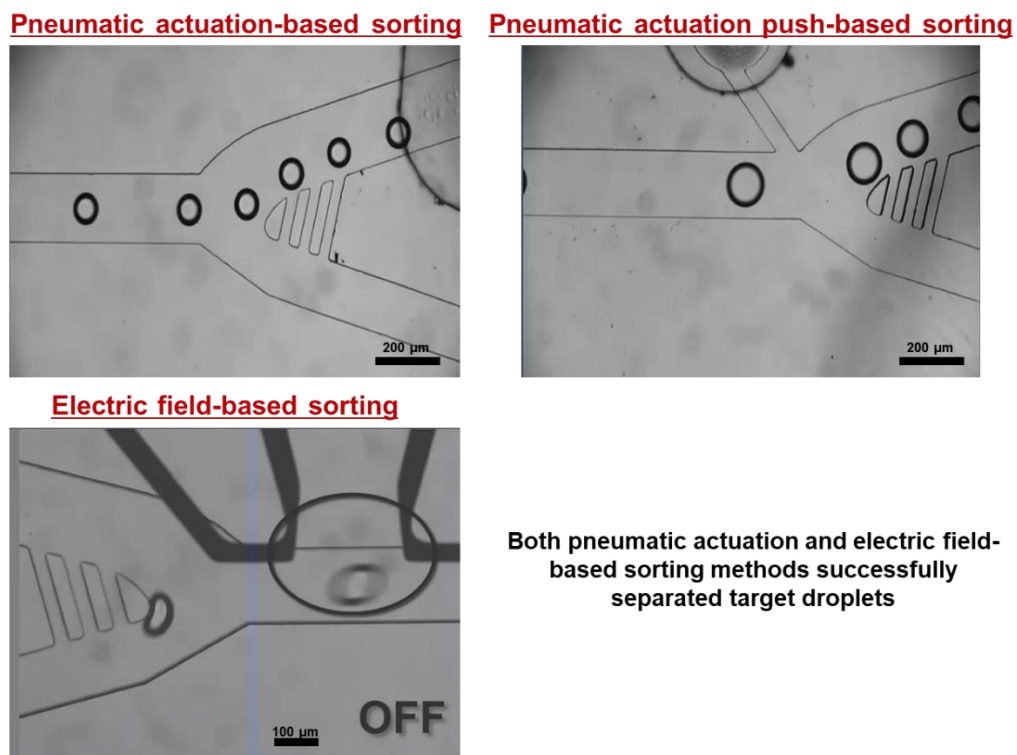 Pneumatic actuation-based sorting
Pneumatic actuation push-based sorting
200 µm
200 µm
Electric field-based sorting
OFF
100 µm
Both pneumatic actuation and electric field-
based sorting methods successfully
separated target droplets